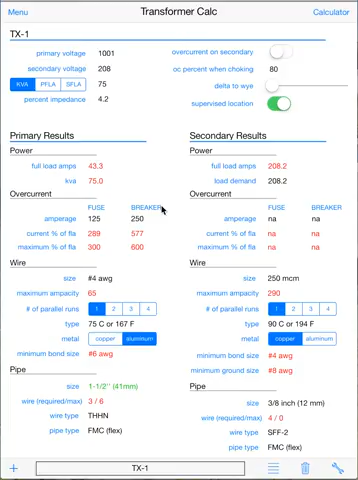 Menu Transformer Calc Calculator
TX-1
primary voltage 1001
secondary voltage 208
KVA PFLA SFLA 75
percent impedance 4.2
overcurrent on secondary
oc percent when choking 80
delta to wye
supervised location
Primary Results
Power
full load amps 43.3
kva 75.0
Overcurrent
FUSE BREAKER
amperage 125 250
current % of fla 289 577
maximum % of fla 300 600
Wire
size #4 awg
maximum ampacity 65
# of parallel runs 1 2 3 4
type 75 C or 167 F
metal copper aluminum
minimum bond size #6 awg
Pipe
size 1-1/2" (41mm)
wire (required/max) 3 / 6
wire type THHN
pipe type FMC (flex)
Secondary Results
Power
full load amps 208.2
load demand 208.2
Overcurrent
FUSE BREAKER
amperage na na
current % of fla na na
maximum % of fla na na
Wire
size 250 mcm
maximum ampacity 290
# of parallel runs 1 2 3 4
type 90 C or 194 F
metal copper aluminum
minimum bond size #4 awg
minimum ground size #8 awg
Pipe
size 3/8 inch (12 mm)
wire (required/max) 4 / 0
wire type SFF-2
pipe type FMC (flex)
+ TX-1